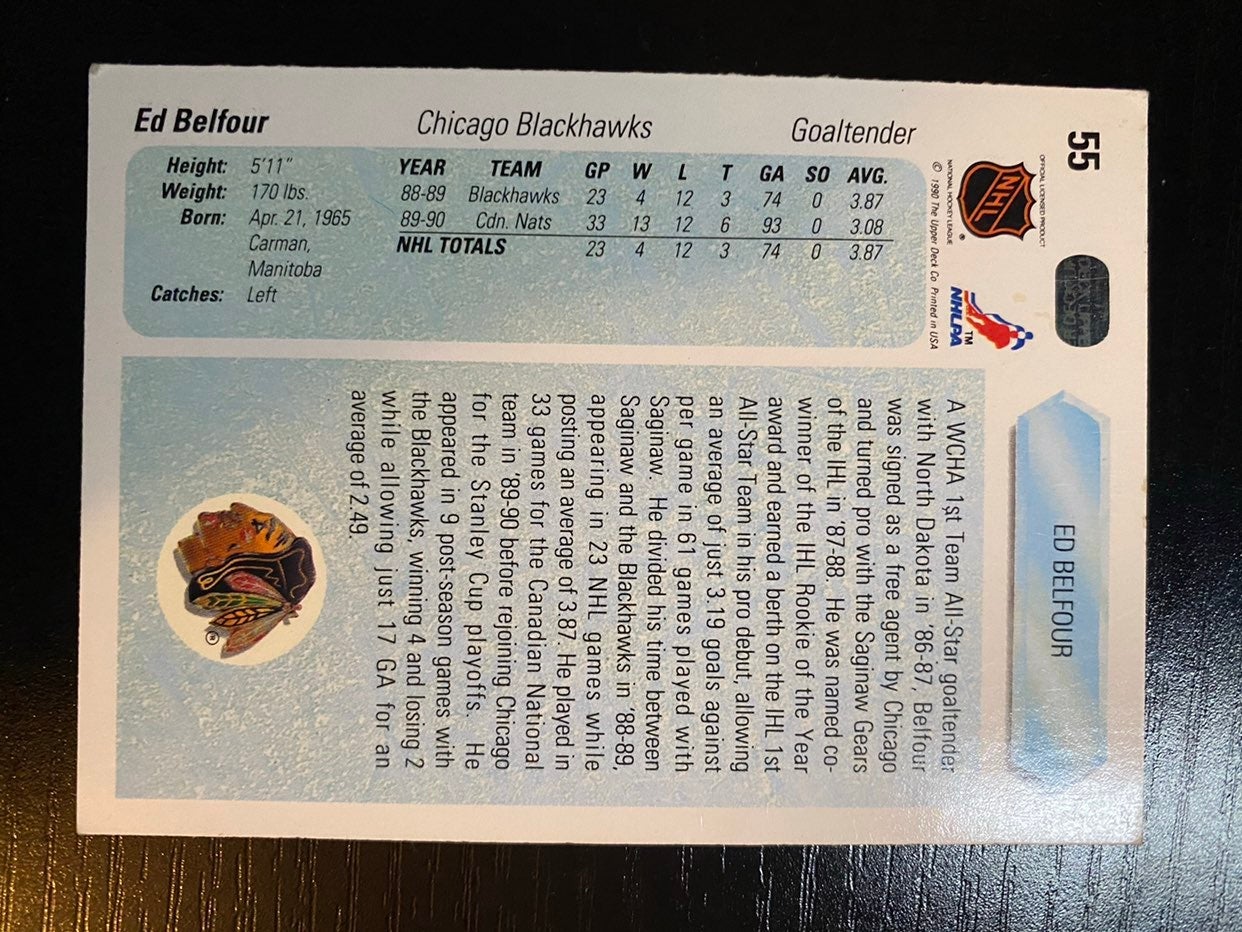 Ed Belfour Chicago Blackhawks Goaltender
Height: 5'11"
Weight: 170 lbs.
Born: Apr. 21, 1965
Carman,
Manitoba
Catches: Left
YEAR TEAM GP W L T GA SO AVG.
88-89 Blackhawks 23 4 12 3 74 0 3.87
89-90 Cdn. Nats 33 13 12 6 93 0 3.08
NHL TOTALS 23 4 12 3 74 0 3.87
55
OFFICIAL LICENSED PRODUCT
NHL
®
NATIONAL HOCKEY LEAGUE
© 1990 The Upper Deck Co. Printed in USA
NHLPA
TM
ED BELFOUR
A WCHA 1st Team All-Star goaltender
with North Dakota in '86-87, Belfour
was signed as a free agent by Chicago
and turned pro with the Saginaw Gears
of the IHL in '87-88. He was named co-
winner of the IHL Rookie of the Year
award and earned a berth on the IHL 1st
All-Star Team in his pro debut, allowing
an average of just 3.19 goals against
per game in 61 games played with
Saginaw. He divided his time between
Saginaw and the Blackhawks in '88-89,
appearing in 23 NHL games while
posting an average of 3.87. He played in
33 games for the Canadian National
team in '89-90 before rejoining Chicago
for the Stanley Cup playoffs. He
appeared in 9 post-season games with
the Blackhawks, winning 4 and losing 2
while allowing just 17 GA for an
average of 2.49.
®